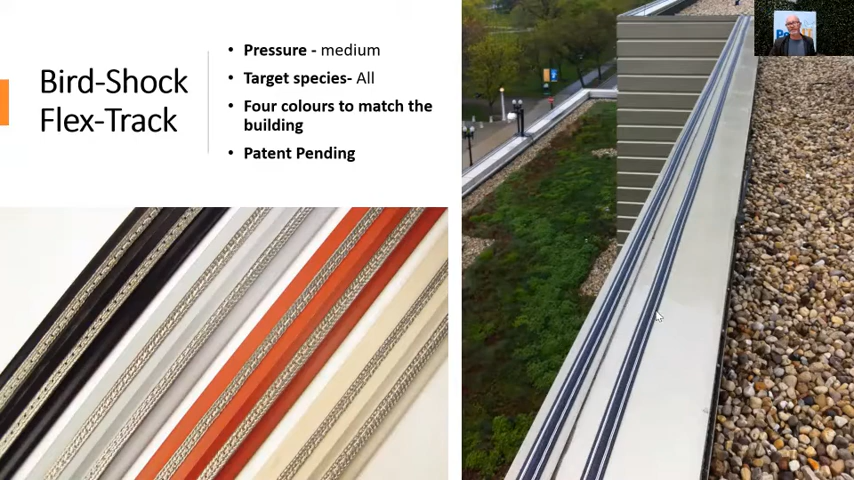 Bird-Shock
Flex-Track
• Pressure - medium
• Target species- All
• Four colours to match the
building
• Patent Pending